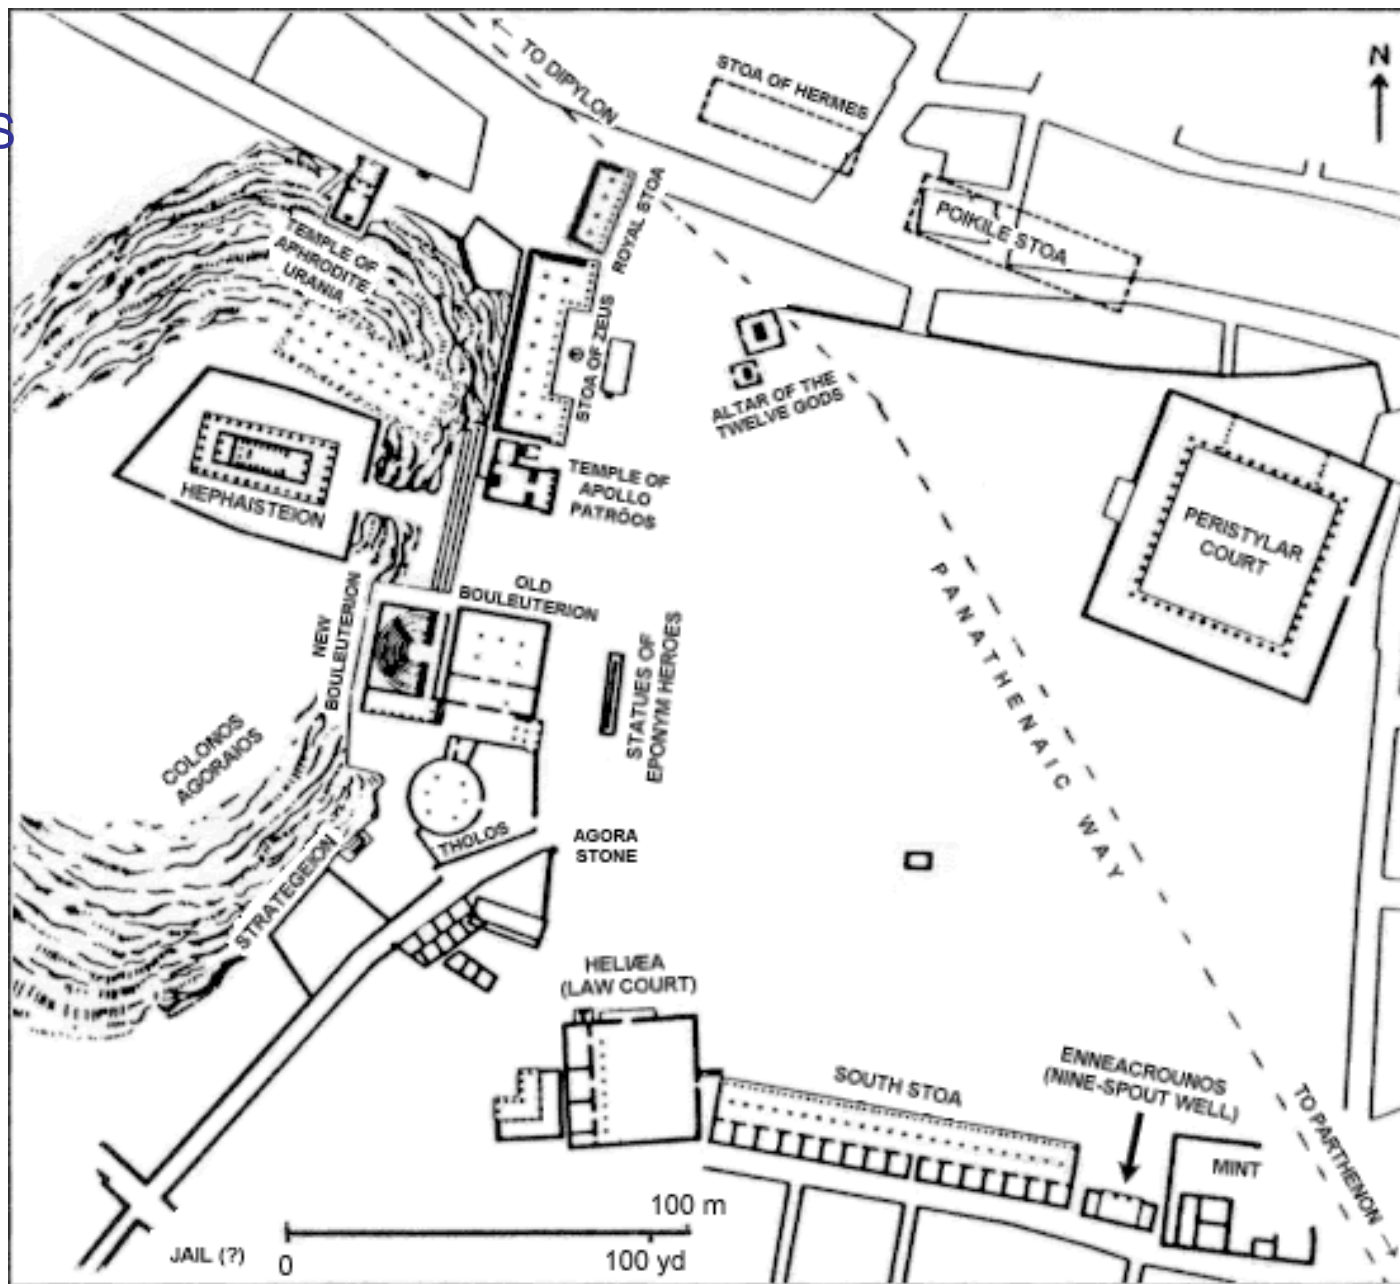 s
N
TO DIPYLON
STOA OF HERMES
ROYAL STOA
POIKILE STOA
TEMPLE OF
APHRODITE
URANIA
STOA OF ZEUS
ALTAR OF THE
TWELVE GODS
HEPHAISTEION
TEMPLE OF
APOLLO
PATRÓOS
PERISTYLAR
COURT
OLD
BOULEUTERION
NEW
BOULEUTERION
STATUES OF
EPONYM HEROES
PANATHENAIC WAY
COLONOS
AGORAIOS
THOLOS
AGORA
STONE
STRATEGEION
HELIÆA
(LAW COURT)
SOUTH STOA
ENNEACROUNOS
(NINE-SPOUT WELL)
MINT
TO PARTHENON
JAIL (?)
100 m
0
100 yd